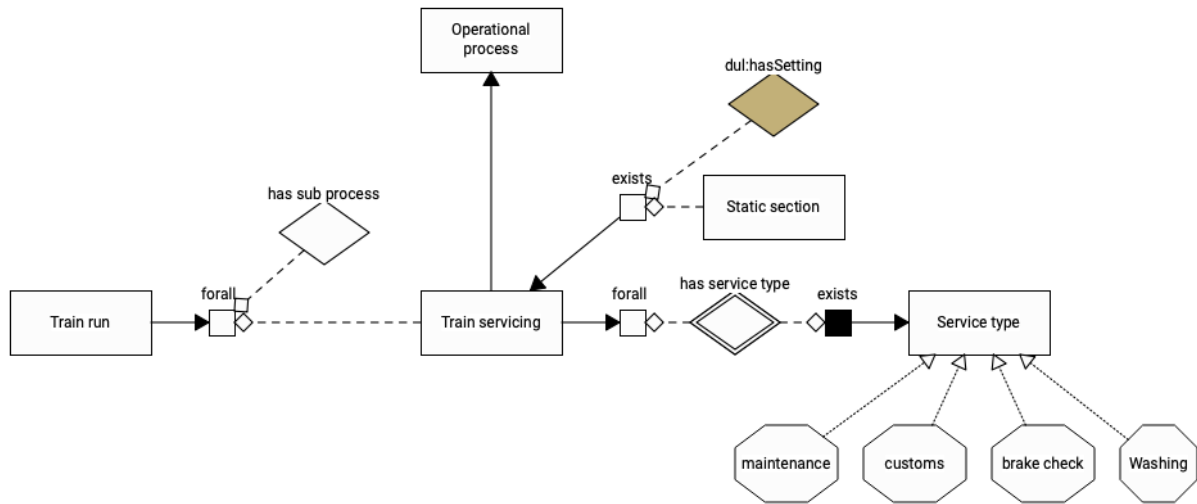 Operational
process
dul:hasSetting
exists
has sub process
Static section
forall
has service type
forall
exists
Train run
Train servicing
Service type
maintenance
customs
brake check
Washing